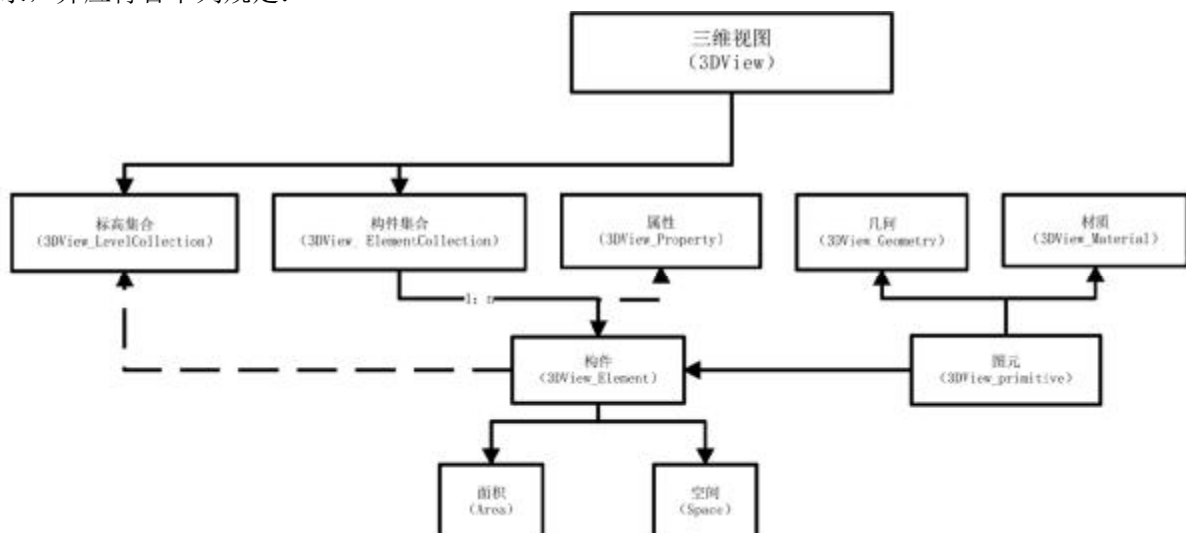 三维视图
（3DView）
标高集合
（3DView_LevelCollection）
构件集合
（3DView_ ElementCollection）
属性
（3DView_Property）
几何
（3DView_Geometry）
材质
（3DView_Material）
1: n
构件
（3DView_Element）
图元
（3DView_primitive）
面积
（Area）
空间
（Space）